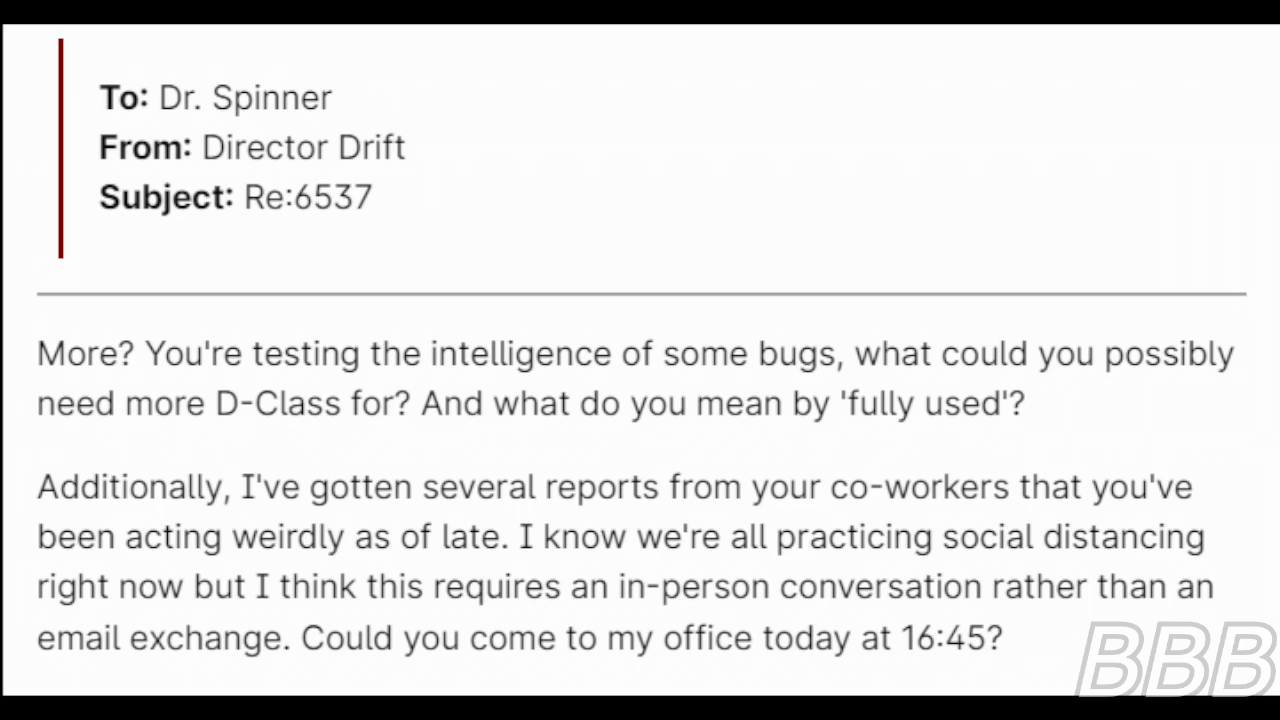 To: Dr. Spinner
From: Director Drift
Subject: Re:6537
More? You're testing the intelligence of some bugs, what could you possibly
need more D-Class for? And what do you mean by 'fully used'?
Additionally, I've gotten several reports from your co-workers that you've
been acting weirdly as of late. I know we're all practicing social distancing
right now but I think this requires an in-person conversation rather than an
email exchange. Could you come to my office today at 16:45?
BBB